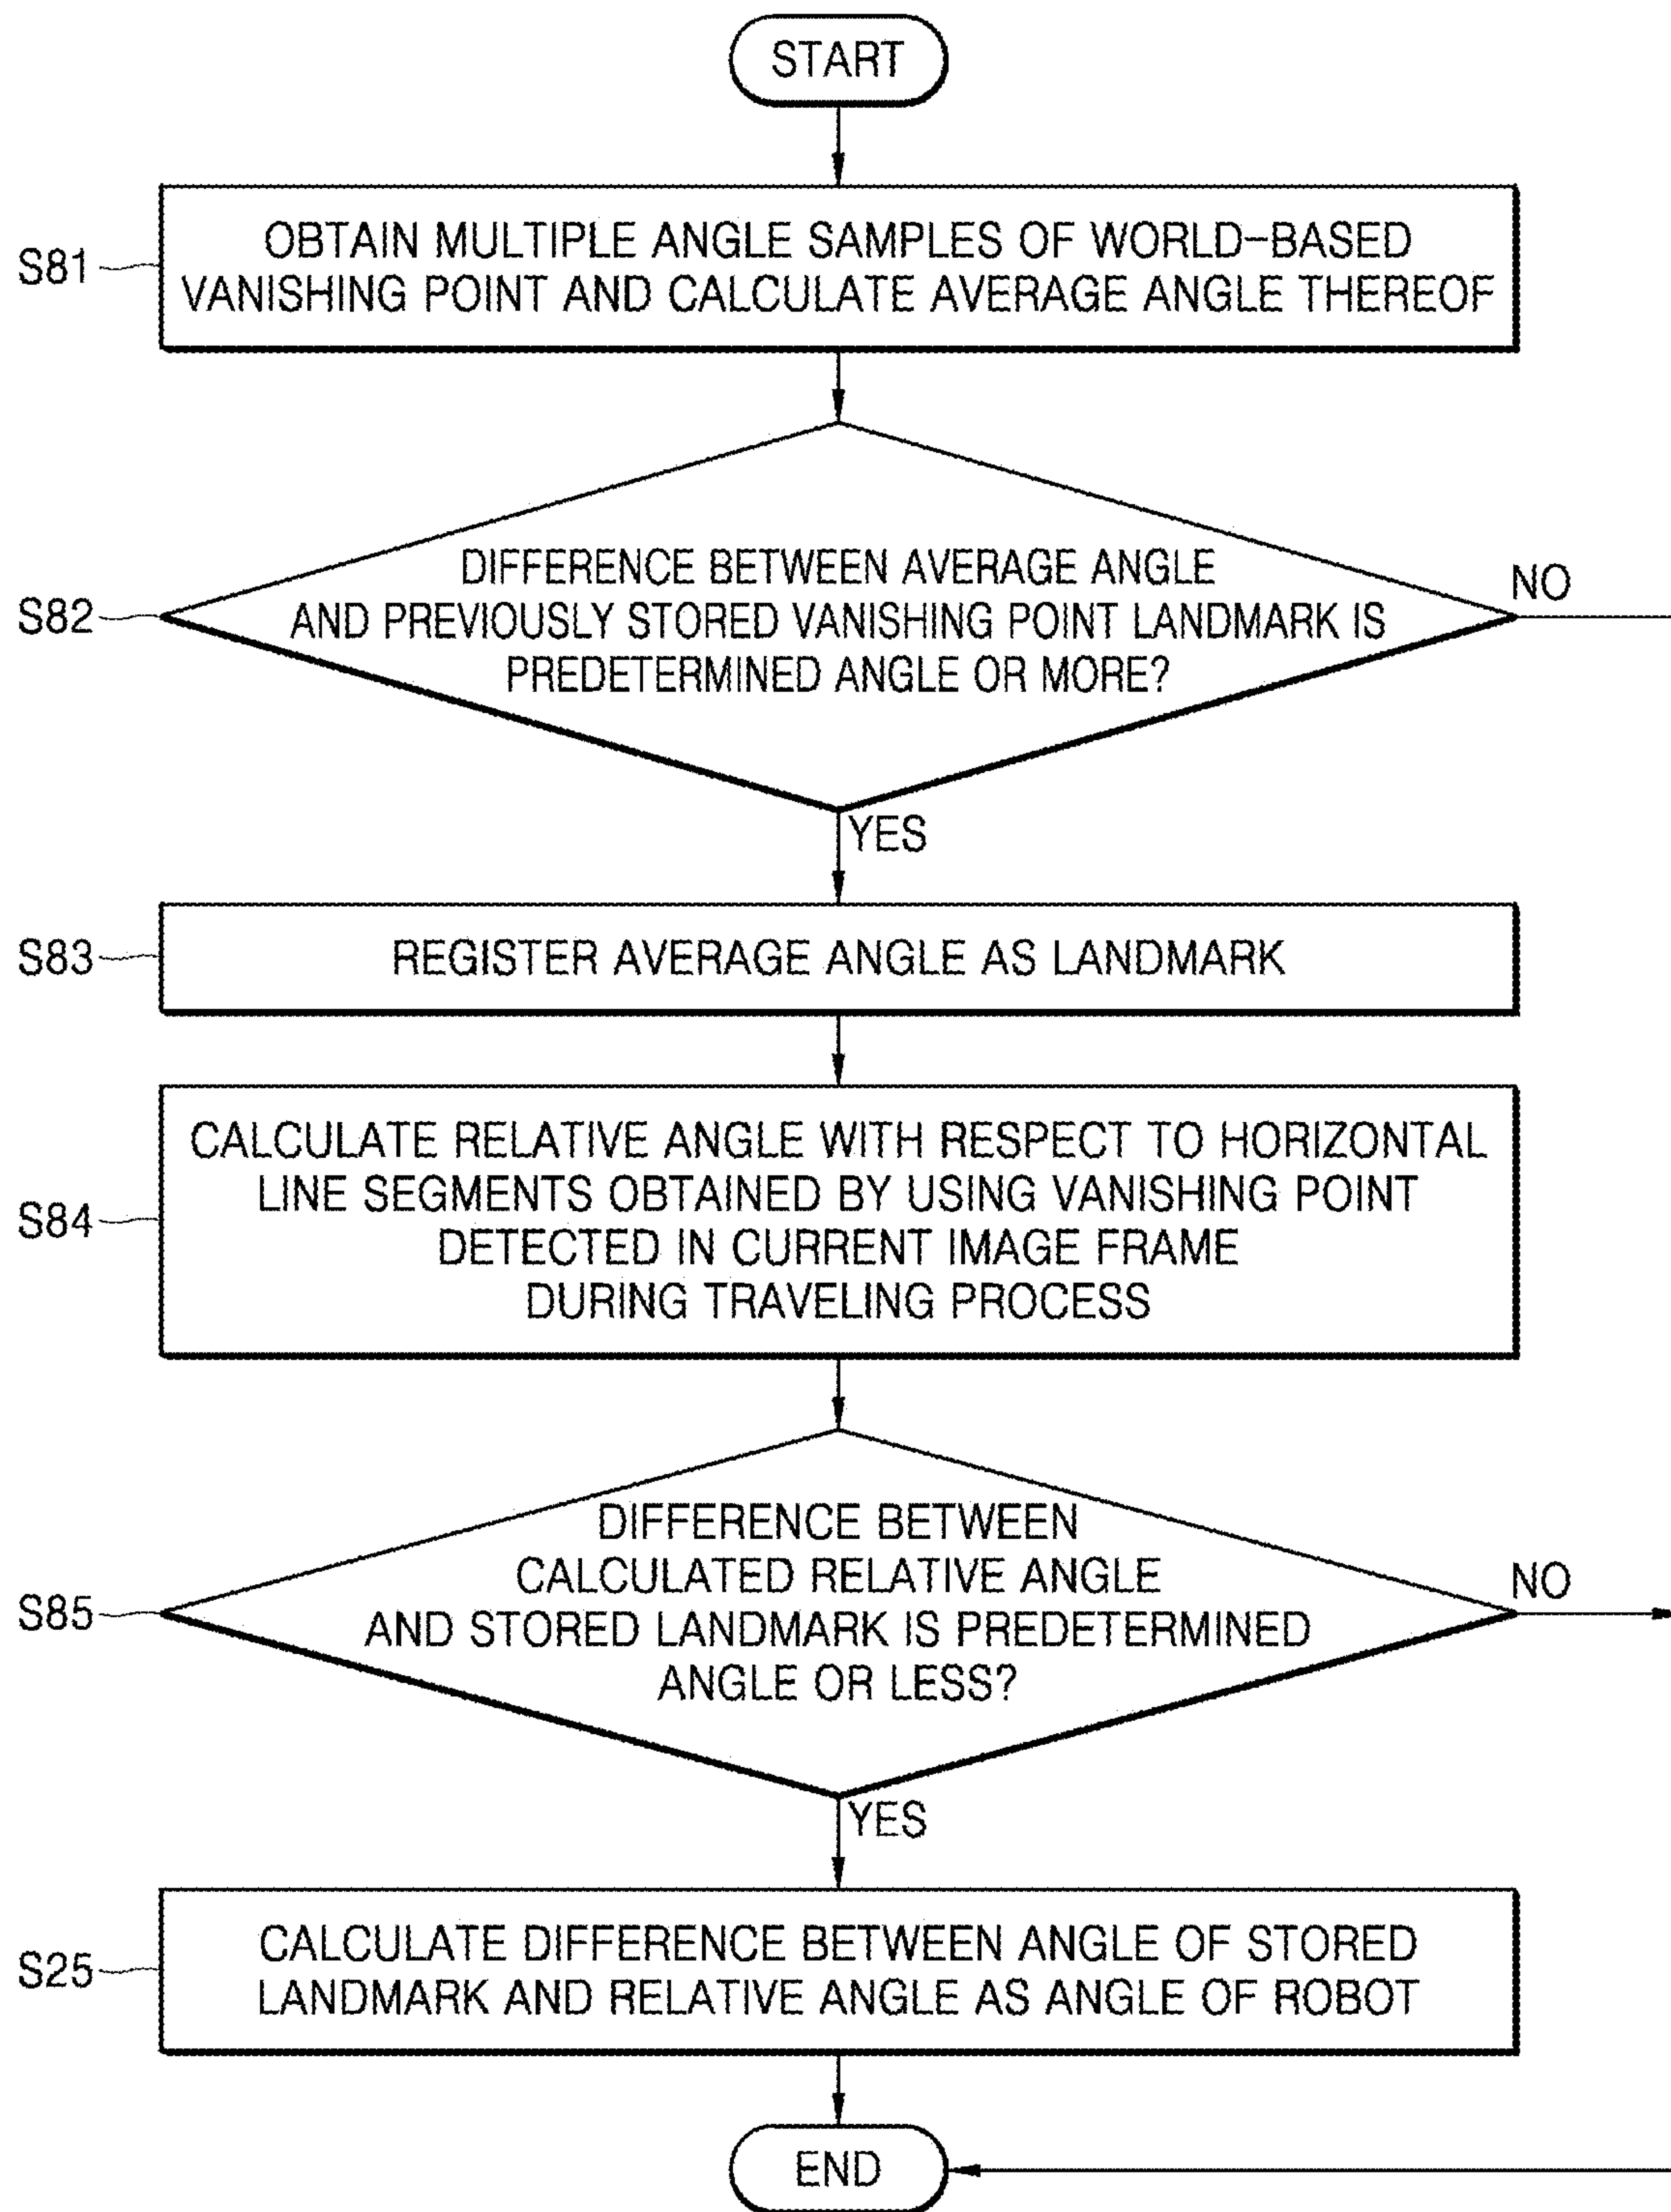 START
S81
OBTAIN MULTIPLE ANGLE SAMPLES OF WORLD-BASED
VANISHING POINT AND CALCULATE AVERAGE ANGLE THEREOF
S82
DIFFERENCE BETWEEN AVERAGE ANGLE
AND PREVIOUSLY STORED VANISHING POINT LANDMARK IS
PREDETERMINED ANGLE OR MORE?
NO
YES
S83
REGISTER AVERAGE ANGLE AS LANDMARK
S84
CALCULATE RELATIVE ANGLE WITH RESPECT TO HORIZONTAL
LINE SEGMENTS OBTAINED BY USING VANISHING POINT
DETECTED IN CURRENT IMAGE FRAME
DURING TRAVELING PROCESS
S85
DIFFERENCE BETWEEN
CALCULATED RELATIVE ANGLE
AND STORED LANDMARK IS PREDETERMINED
ANGLE OR LESS?
NO
YES
S25
CALCULATE DIFFERENCE BETWEEN ANGLE OF STORED
LANDMARK AND RELATIVE ANGLE AS ANGLE OF ROBOT
END